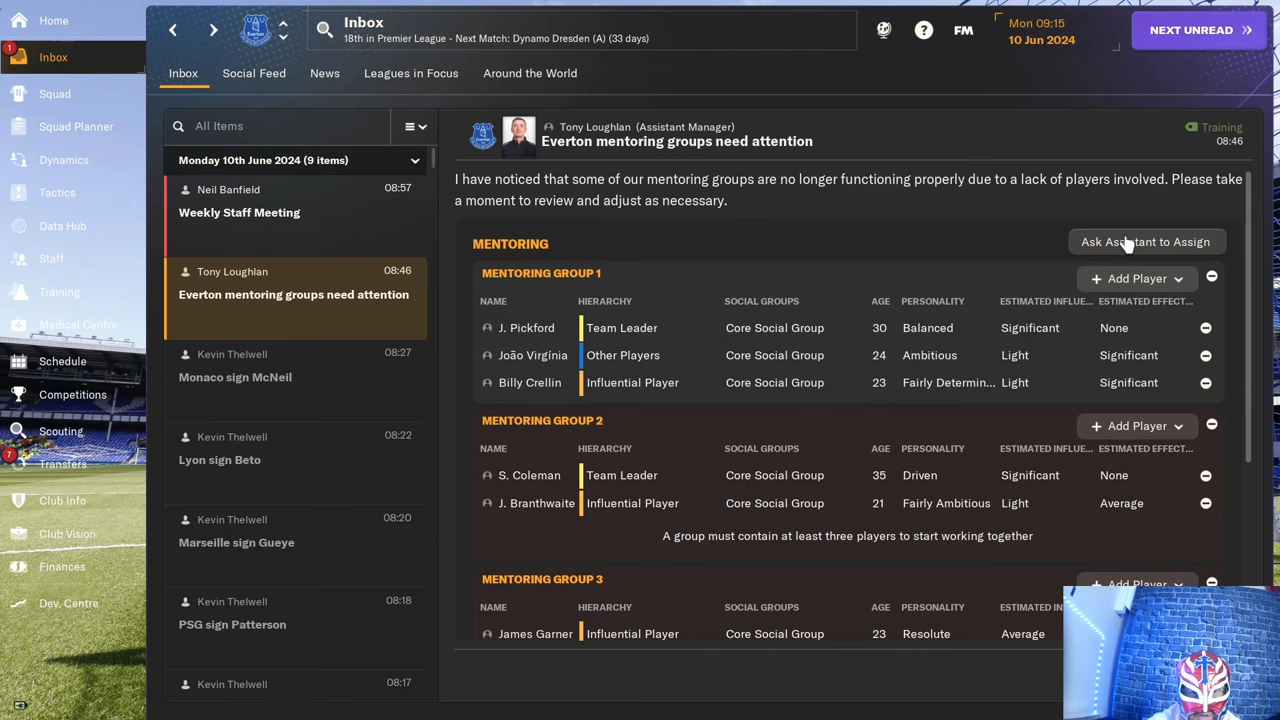 Home
1
Inbox
Squad
Squad Planner
Dynamics
Tactics
Data Hub
Staff
Training
Medical Centre
Schedule
Competitions
Scouting
7
Transfers
Club Info
Club Vision
Finances
Dev. Centre
Inbox
18th in Premier League - Next Match: Dynamo Dresden (A) (33 days)
?
FM
Mon 09:15
10 Jun 2024
NEXT UNREAD
Inbox
Social Feed
News
Leagues in Focus
Around the World
All Items
Monday 10th June 2024 (9 items)
Neil Banfield 08:57
Weekly Staff Meeting
Tony Loughlan 08:46
Everton mentoring groups need attention
Kevin Thelwell 08:27
Monaco sign McNeil
Kevin Thelwell 08:22
Lyon sign Beto
Kevin Thelwell 08:20
Marseille sign Gueye
Kevin Thelwell 08:18
PSG sign Patterson
Kevin Thelwell 08:17
Tony Loughlan (Assistant Manager)
Everton mentoring groups need attention
Training
08:46
I have noticed that some of our mentoring groups are no longer functioning properly due to a lack of players involved. Please take
a moment to review and adjust as necessary.
MENTORING
Ask Assistant to Assign
MENTORING GROUP 1
+ Add Player
NAME HIERARCHY SOCIAL GROUPS AGE PERSONALITY ESTIMATED INFLUE... ESTIMATED EFFECT...
J. Pickford Team Leader Core Social Group 30 Balanced Significant None
João Virgínia Other Players Core Social Group 24 Ambitious Light Significant
Billy Crellin Influential Player Core Social Group 23 Fairly Determin... Light Significant
MENTORING GROUP 2
+ Add Player
NAME HIERARCHY SOCIAL GROUPS AGE PERSONALITY ESTIMATED INFLUE... ESTIMATED EFFECT...
S. Coleman Team Leader Core Social Group 35 Driven Significant None
J. Branthwaite Influential Player Core Social Group 21 Fairly Ambitious Light Average
A group must contain at least three players to start working together
MENTORING GROUP 3
+ Add Player
NAME HIERARCHY SOCIAL GROUPS AGE PERSONALITY ESTIMATED IN
James Garner Influential Player Core Social Group 23 Resolute Average